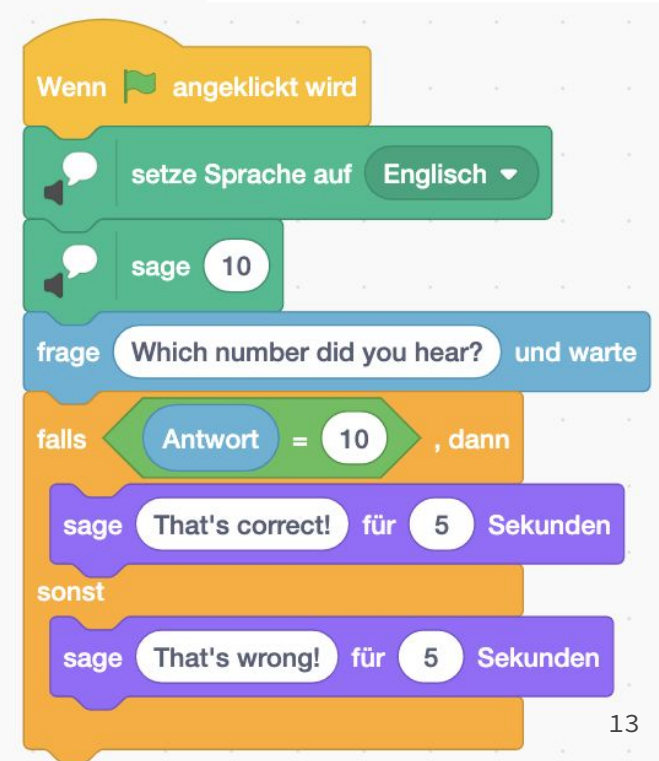 Wenn angeklickt wird
setze Sprache auf Englisch
sage 10
frage Which number did you hear? und warte
falls Antwort = 10 , dann
sage That's correct! für 5 Sekunden
sonst
sage That's wrong! für 5 Sekunden
13